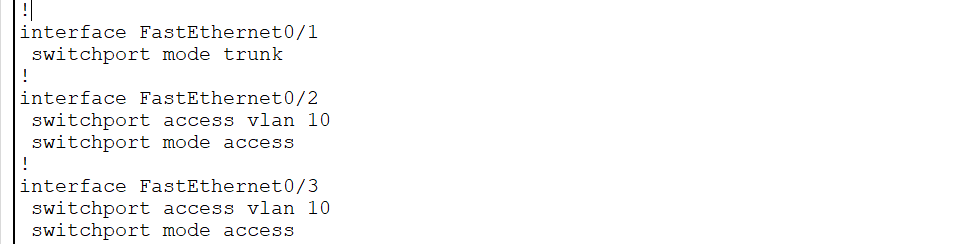 !
interface FastEthernet0/1
 switchport mode trunk
!
interface FastEthernet0/2
 switchport access vlan 10
 switchport mode access
!
interface FastEthernet0/3
 switchport access vlan 10
 switchport mode access